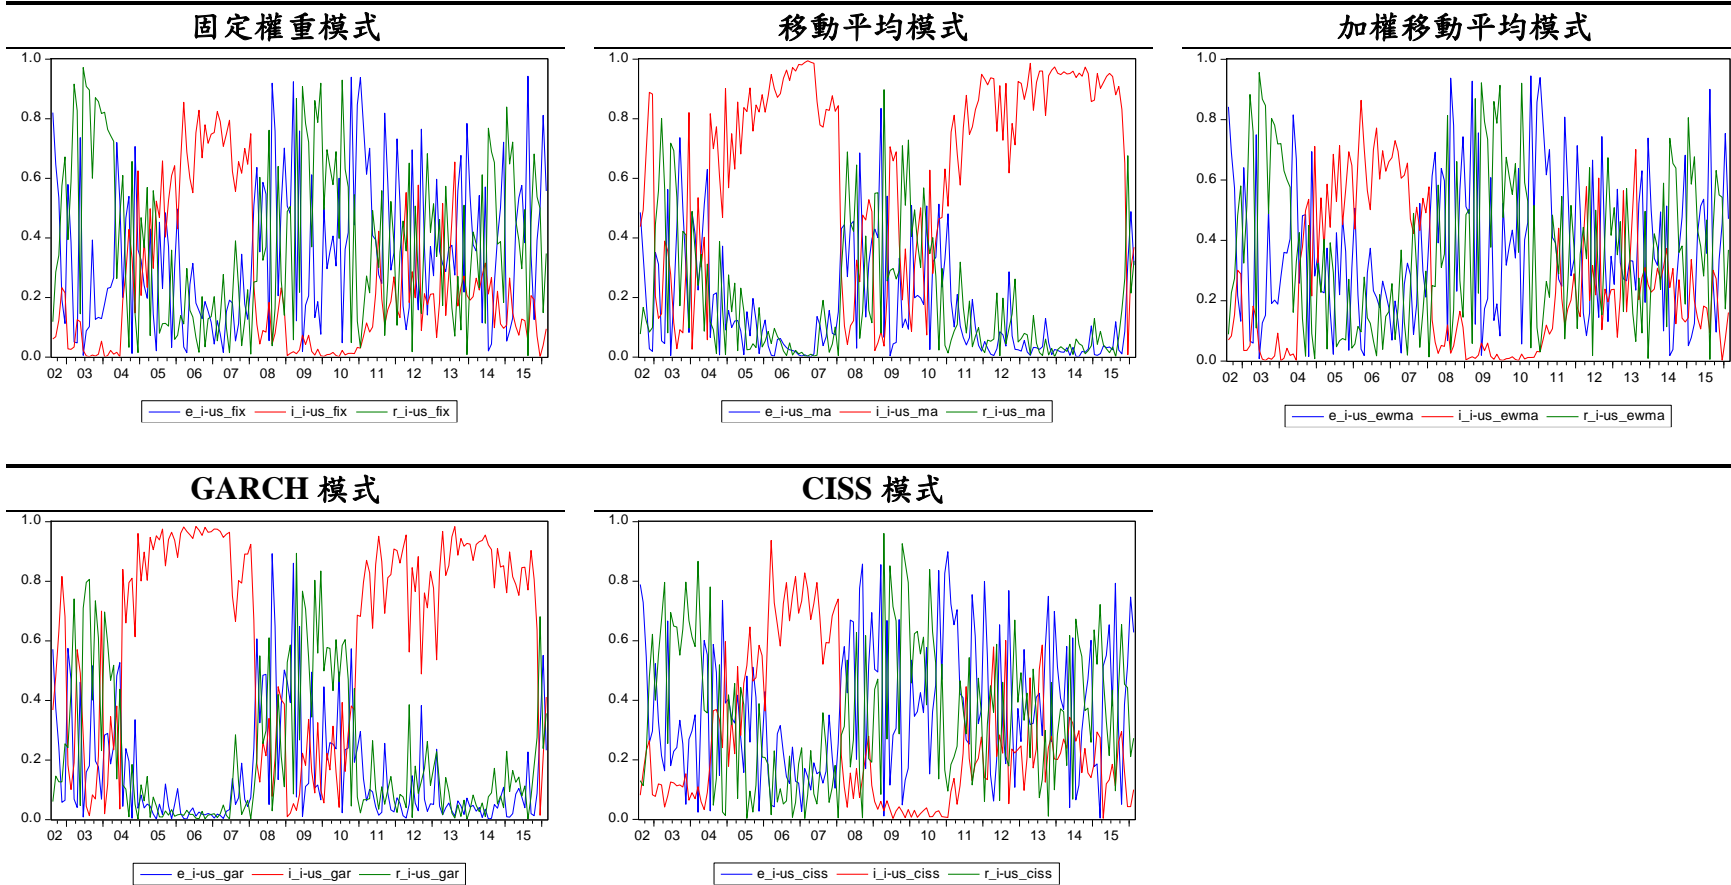 固定權重模式
1.0
0.8
0.6
0.4
0.2
0.0
02 03 04 05 06 07 08 09 10 11 12 13 14 15
e_i-us_fix i_i-us_fix r_i-us_fix
移動平均模式
1.0
0.8
0.6
0.4
0.2
0.0
02 03 04 05 06 07 08 09 10 11 12 13 14 15
e_i-us_ma i_i-us_ma r_i-us_ma
加權移動平均模式
1.0
0.8
0.6
0.4
0.2
0.0
02 03 04 05 06 07 08 09 10 11 12 13 14 15
e_i-us_ewma i_i-us_ewma r_i-us_ewma
GARCH 模式
1.0
0.8
0.6
0.4
0.2
0.0
02 03 04 05 06 07 08 09 10 11 12 13 14 15
e_i-us_gar i_i-us_gar r_i-us_gar
CISS 模式
1.0
0.8
0.6
0.4
0.2
0.0
02 03 04 05 06 07 08 09 10 11 12 13 14 15
e_i-us_ciss i_i-us_ciss r_i-us_ciss